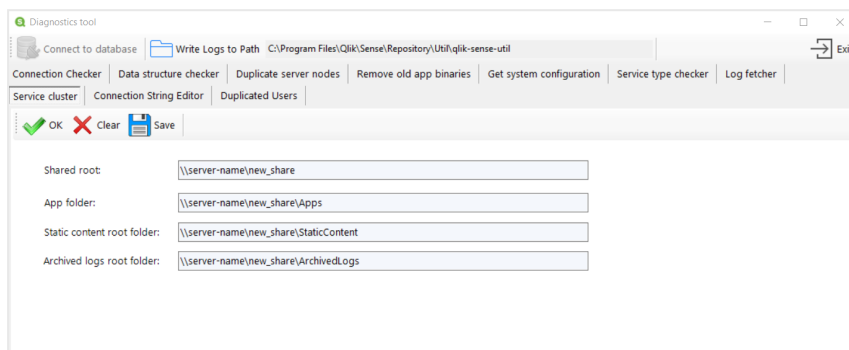 Diagnostics tool
Connect to database Write Logs to Path C:\Program Files\Qlik\Sense\Repository\Util\qlik-sense-util Exi
Connection Checker Data structure checker Duplicate server nodes Remove old app binaries Get system configuration Service type checker Log fetcher
Service cluster Connection String Editor Duplicated Users
OK Clear Save
Shared root: \\server-name\new_share
App folder: \\server-name\new_share\Apps
Static content root folder: \\server-name\new_share\StaticContent
Archived logs root folder: \\server-name\new_share\ArchivedLogs